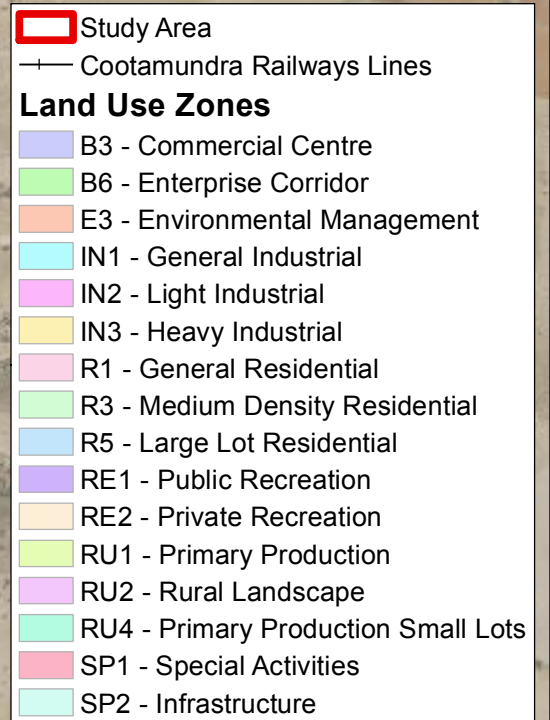 Study Area
Cootamundra Railways Lines
Land Use Zones
B3 - Commercial Centre
B6 - Enterprise Corridor
E3 - Environmental Management
IN1 - General Industrial
IN2 - Light Industrial
IN3 - Heavy Industrial
R1 - General Residential
R3 - Medium Density Residential
R5 - Large Lot Residential
RE1 - Public Recreation
RE2 - Private Recreation
RU1 - Primary Production
RU2 - Rural Landscape
RU4 - Primary Production Small Lots
SP1 - Special Activities
SP2 - Infrastructure